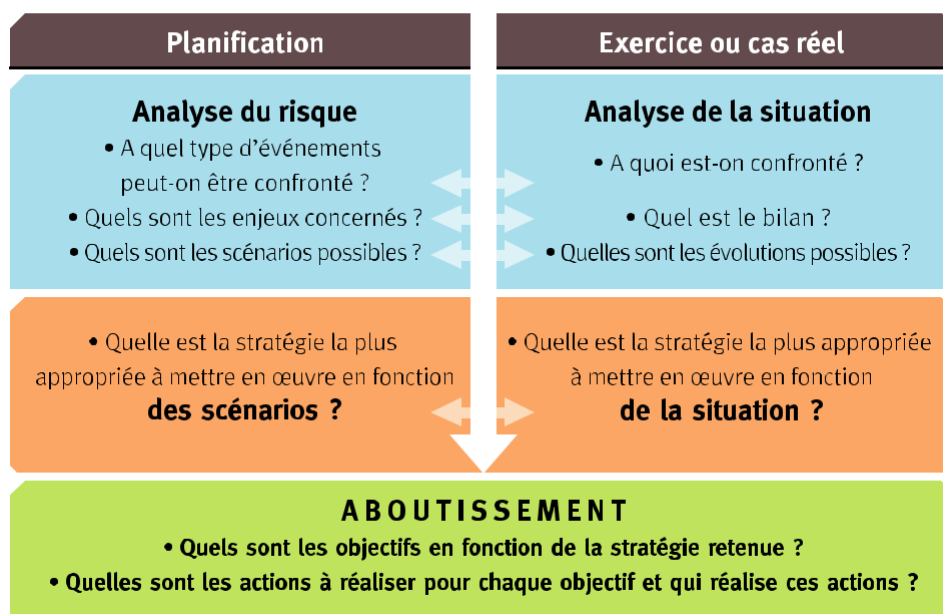 Planification
Analyse du risque
• A quel type d'événements
peut-on être confronté ?
• Quels sont les enjeux concernés ?
• Quels sont les scénarios possibles ?
• Quelle est la stratégie la plus
appropriée à mettre en œuvre en fonction
des scénarios ?
Exercice ou cas réel
Analyse de la situation
• A quoi est-on confronté ?
• Quel est le bilan ?
• Quelles sont les évolutions possibles ?
• Quelle est la stratégie la plus appropriée
à mettre en œuvre en fonction
de la situation ?
ABOUTISSEMENT
• Quels sont les objectifs en fonction de la stratégie retenue ?
• Quelles sont les actions à réaliser pour chaque objectif et qui réalise ces actions ?